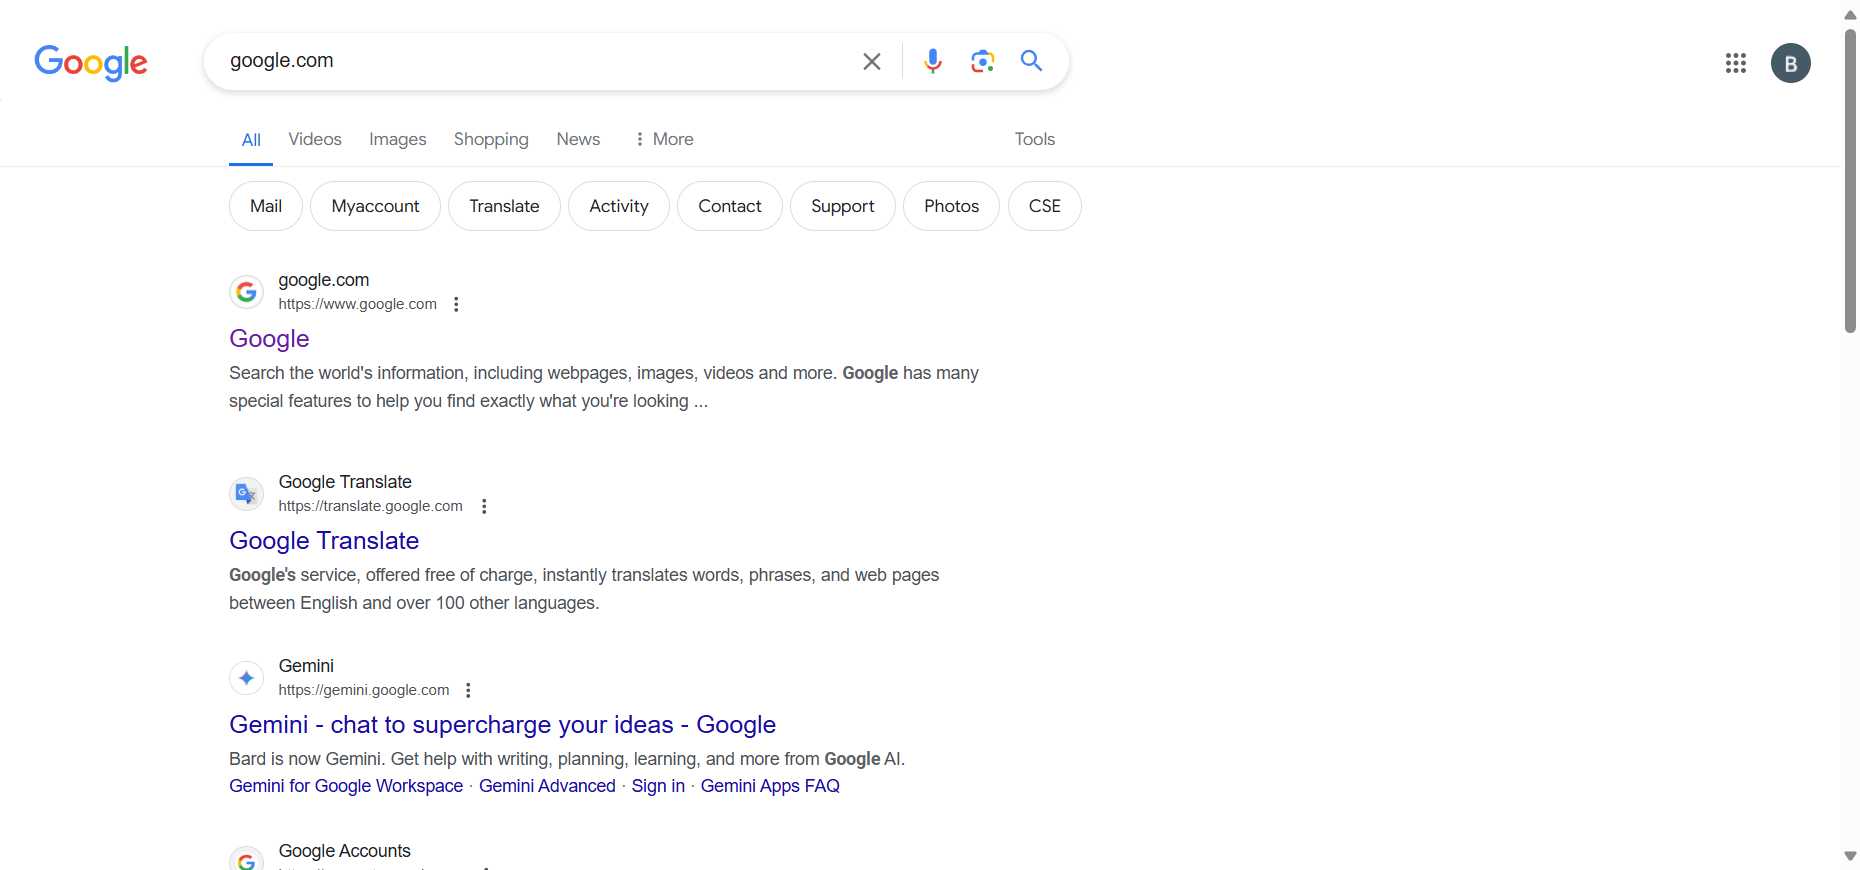 Google
google.com
All Videos Images Shopping News More Tools
Mail Myaccount Translate Activity Contact Support Photos CSE
B
google.com
https://www.google.com
Google
Search the world's information, including webpages, images, videos and more. Google has many
special features to help you find exactly what you're looking ...
Google Translate
https://translate.google.com
Google Translate
Google's service, offered free of charge, instantly translates words, phrases, and web pages
between English and over 100 other languages.
Gemini
https://gemini.google.com
Gemini - chat to supercharge your ideas - Google
Bard is now Gemini. Get help with writing, planning, learning, and more from Google AI.
Gemini for Google Workspace · Gemini Advanced · Sign in · Gemini Apps FAQ
Google Accounts